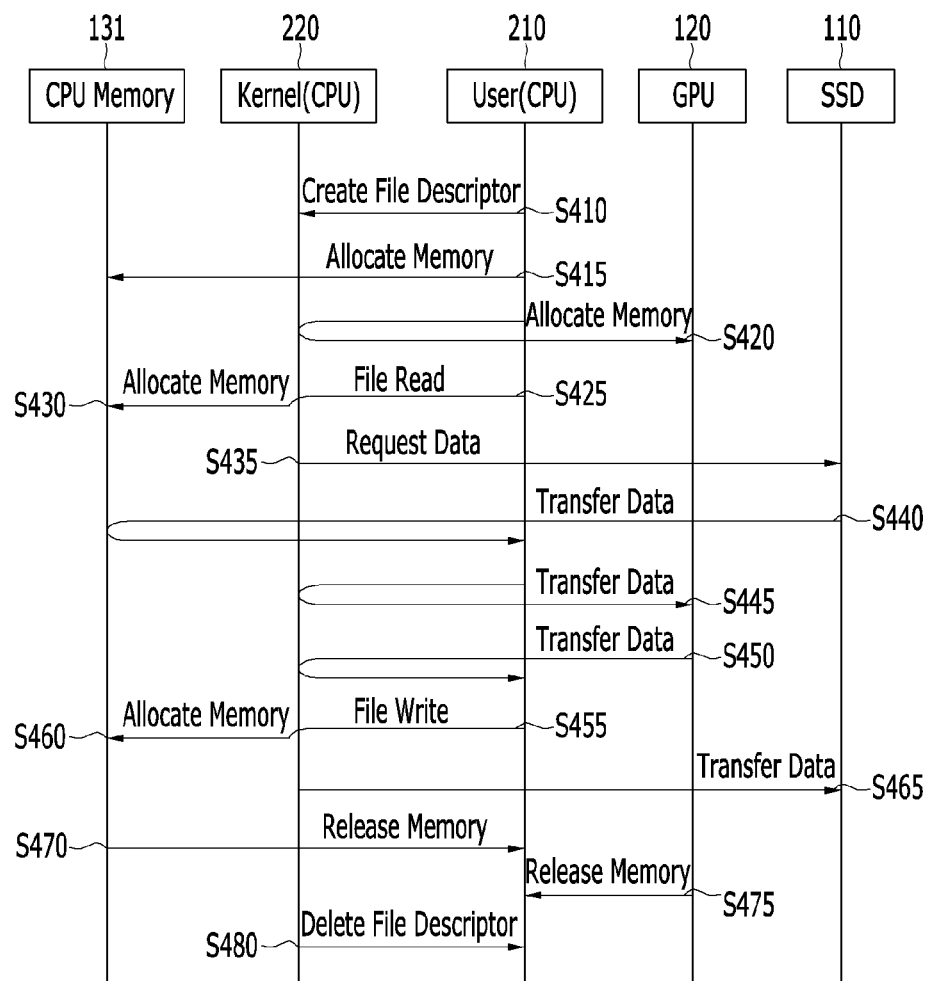 131 220 210 120 110
CPU Memory Kernel(CPU) User(CPU) GPU SSD
Create File Descriptor S410
Allocate Memory S415
Allocate Memory S420
S430 Allocate Memory File Read S425
S435 Request Data
Transfer Data S440
Transfer Data S445
Transfer Data S450
S460 Allocate Memory File Write S455
Transfer Data S465
S470 Release Memory
Release Memory S475
S480 Delete File Descriptor